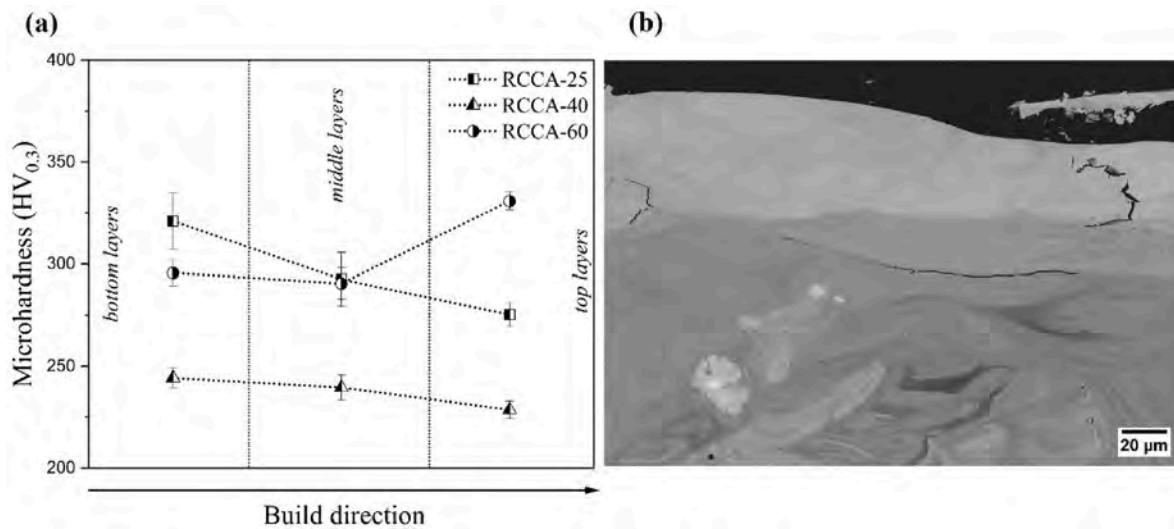 (a)
(b)
400
350
300
250
200
Microhardness (HV0.3)
RCCA-25
RCCA-40
RCCA-60
bottom layers
middle layers
top layers
Build direction
20 µm